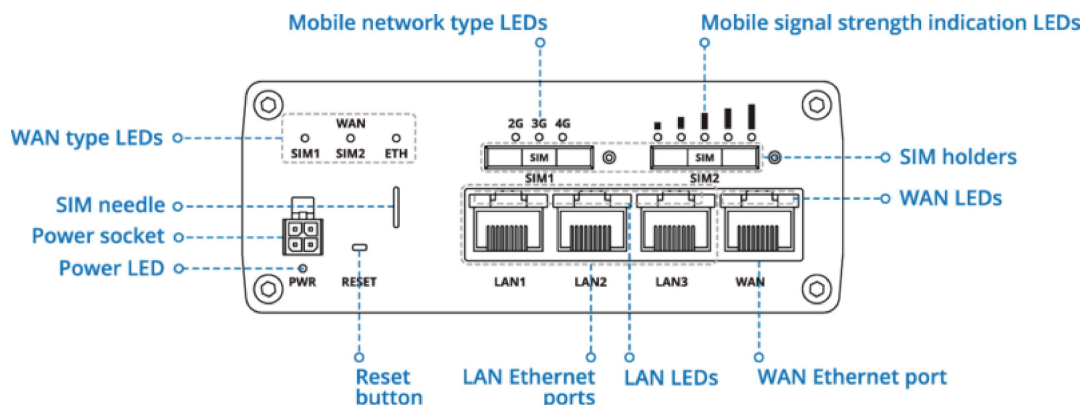 Mobile network type LEDs
Mobile signal strength indication LEDs
WAN type LEDs
WAN
SIM1 SIM2 ETH
2G 3G 4G
SIM
SIM1
SIM
SIM2
SIM holders
WAN LEDs
SIM needle
Power socket
Power LED
PWR RESET
LAN1 LAN2 LAN3 WAN
Reset
button
LAN Ethernet
ports
LAN LEDs
WAN Ethernet port